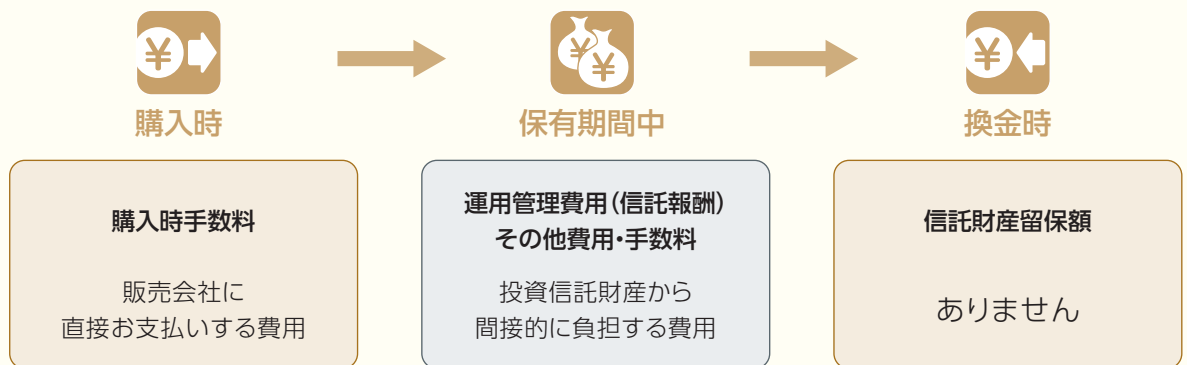 ¥
¥
¥
¥
購入時
保有期間中
換金時
購入時手数料
販売会社に
直接お支払いする費用
運用管理費用(信託報酬)
その他費用・手数料
投資信託財産から
間接的に負担する費用
信託財産留保額
ありません